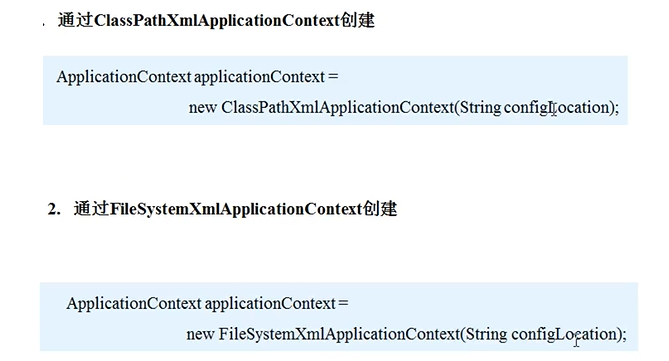 . 通过ClassPathXmlApplicationContext创建
ApplicationContext applicationContext =
new ClassPathXmlApplicationContext(String configLocation);
2. 通过FileSystemXmlApplicationContext创建
ApplicationContext applicationContext =
new FileSystemXmlApplicationContext(String configLocation);